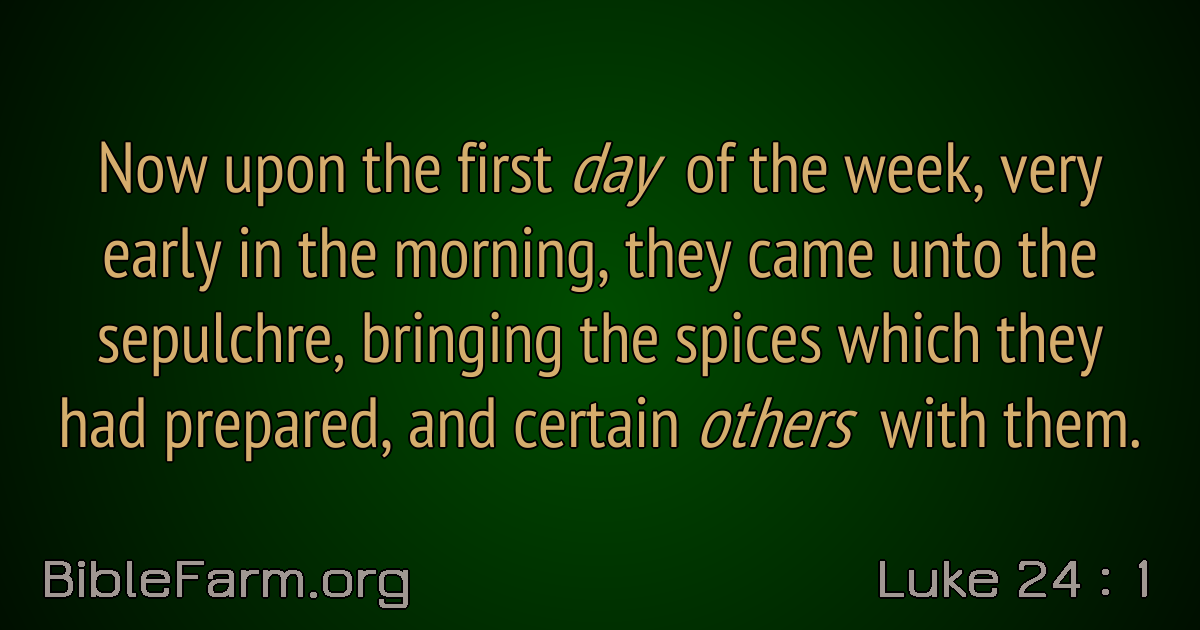 Now upon the first day of the week, very
early in the morning, they came unto the
sepulchre, bringing the spices which they
had prepared, and certain others with them.
BibleFarm.org
Luke 24 : 1